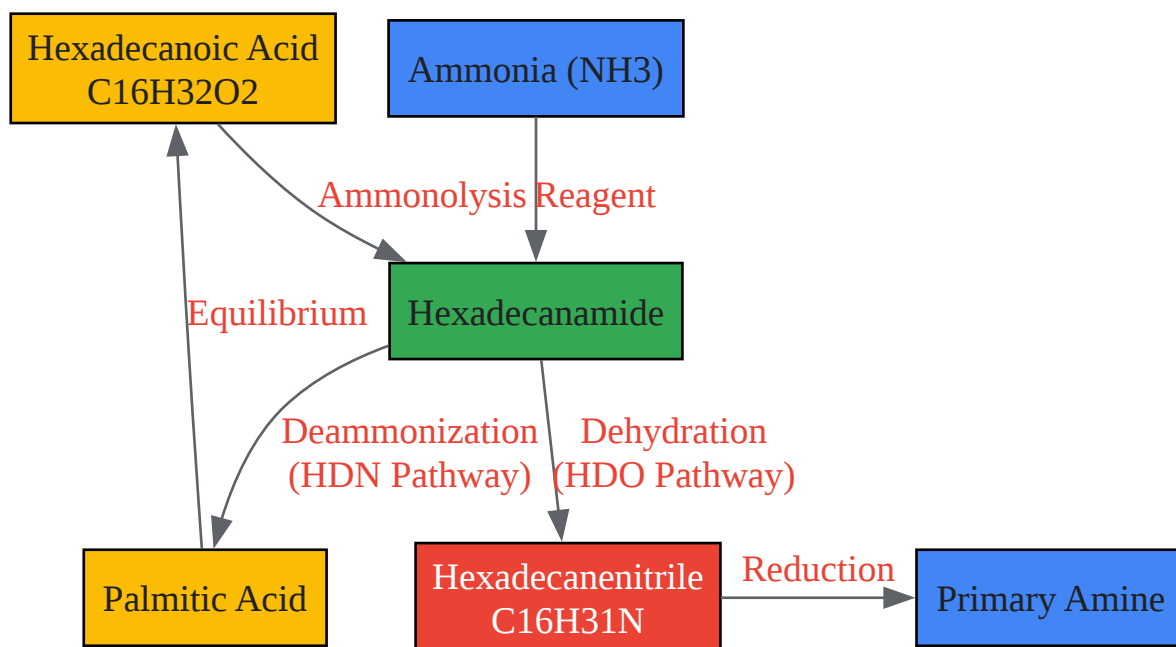 Hexadecanoic Acid
C16H32O2
Ammonia (NH3)
Ammonolysis
Reagent
Hexadecanamide
Equilibrium
Deammonization
(HDN Pathway)
Dehydration
(HDO Pathway)
Palmitic Acid
Hexadecanenitrile
C16H31N
Reduction
Primary Amine